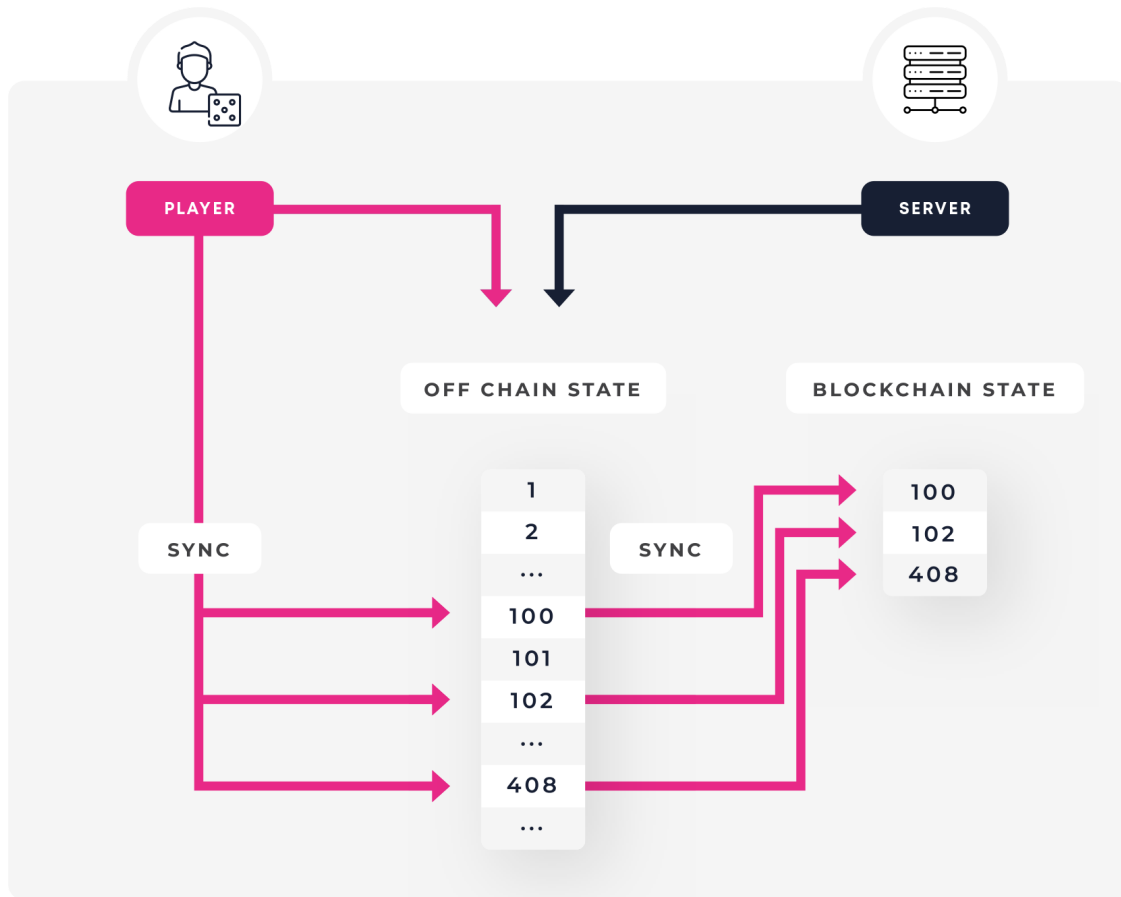 PLAYER
SERVER
OFF CHAIN STATE
BLOCKCHAIN STATE
1
2
...
100
101
102
...
408
...
SYNC
SYNC
100
102
408